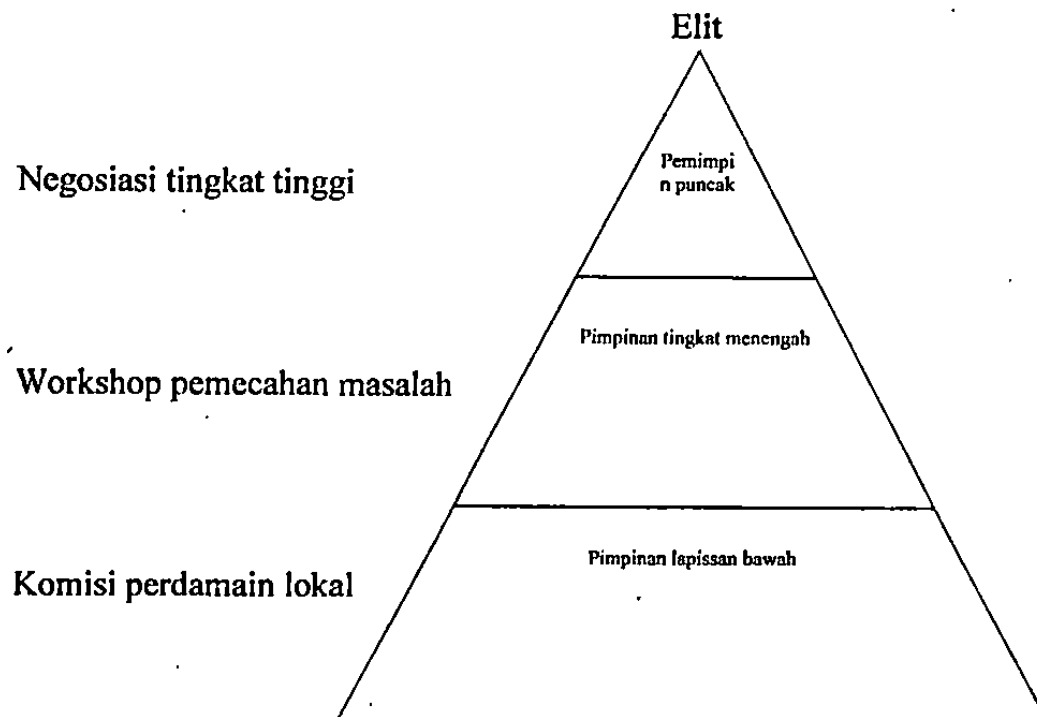 Elit
Negosiasi tingkat tinggi
Pemimpi
n puncak
Workshop pemecahan masalah
Pimpinan tingkat menengah
Komisi perdamain lokal
Pimpinan lapissan bawah